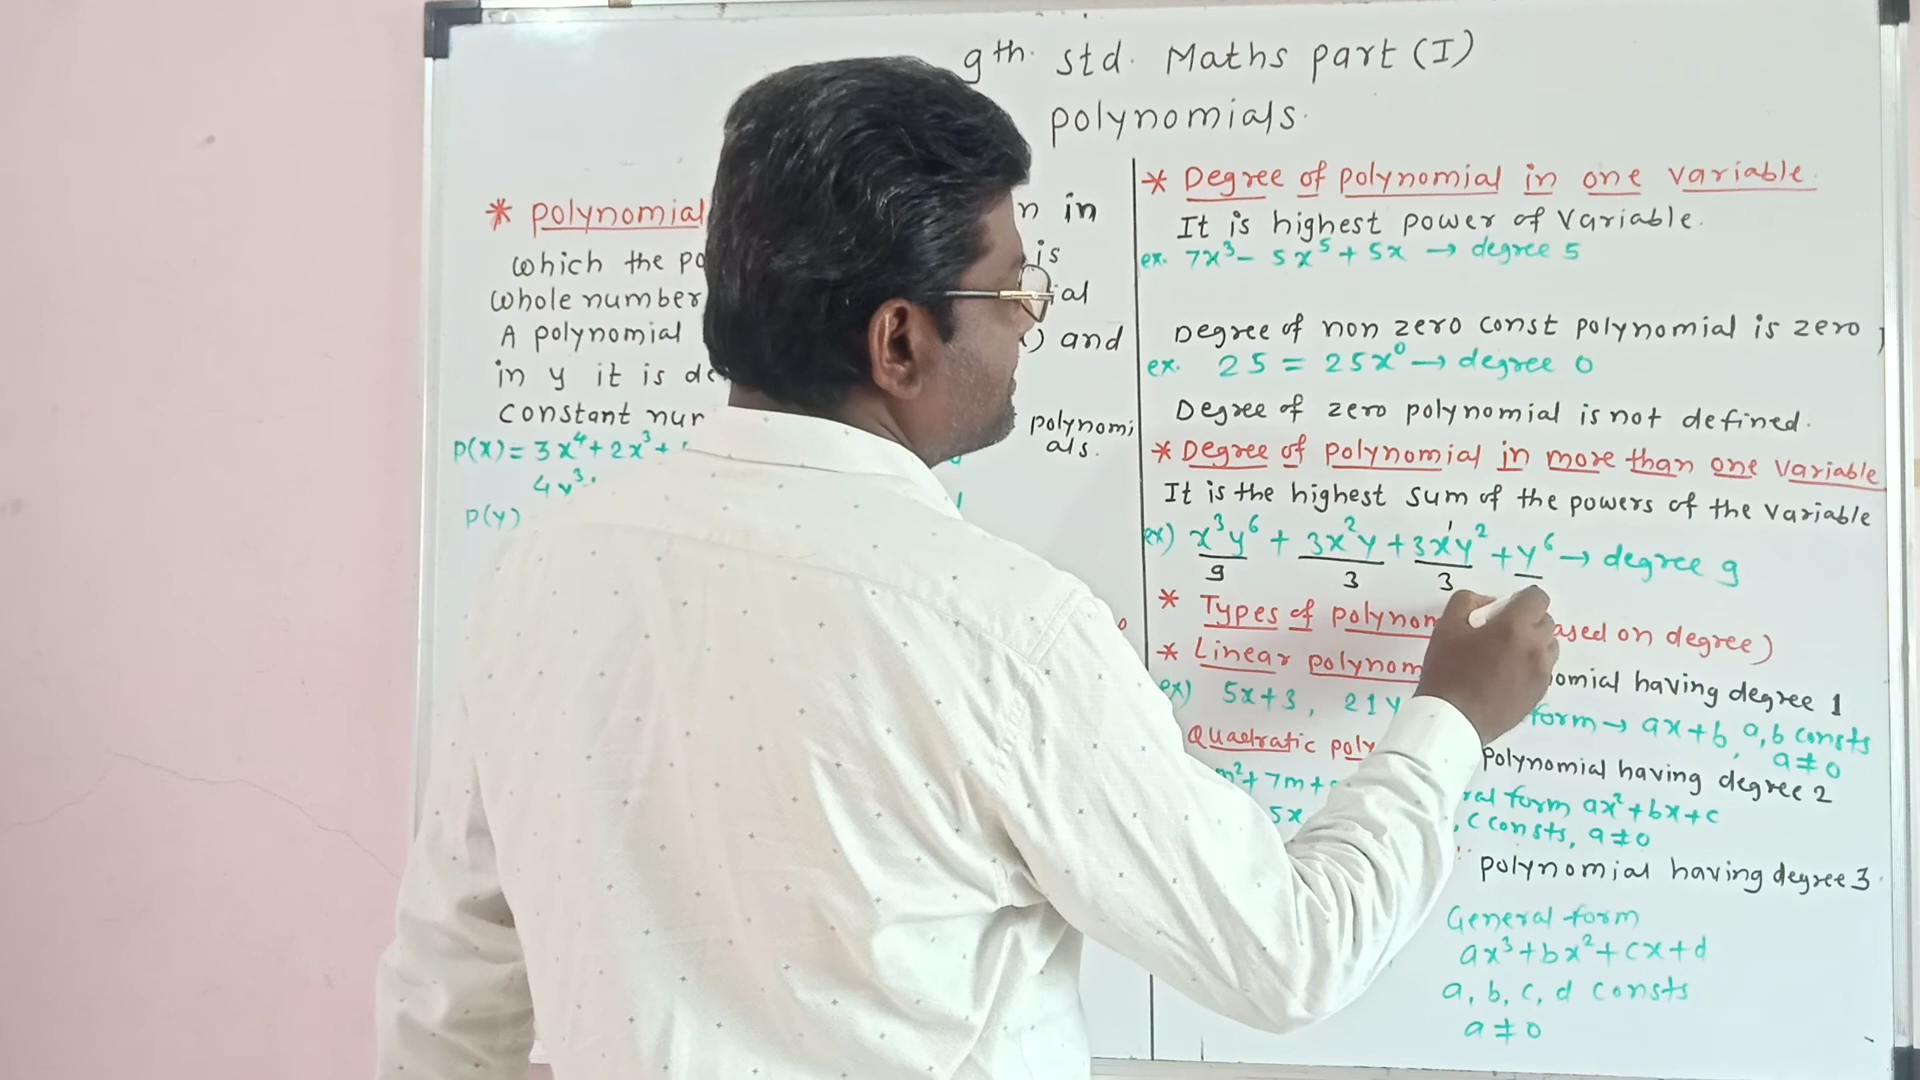 9th. std. Maths part (I)
polynomials.
* polynomial
n in
which the
is
whole number
ial
A polynomial
) and
in y it is
constant
polynomi
als.
P(x) = 3x⁴ + 2x³ +
4y³
P(y)
* Degree of polynomial in one variable.
It is highest power of variable.
ex. 7x³ - 5x⁵ + 5x → degree 5
Degree of non zero const polynomial is zero,
ex. 25 = 25x⁰ → degree 0
Degree of zero polynomial is not defined.
* Degree of polynomial in more than one variable
It is the highest sum of the powers of the variable
ex) x³y⁶ + 3x²y + 3x¹y² + y⁶ → degree 9
9 3 3
* Types of polynom ased on degree)
* Linear polynom omial having degree 1
ex) 5x+3, 21y form → ax+b, a,b consts
a≠0
Quadratic poly polynomial having degree 2
m² + 7m + ral form ax²+bx+c
5x , c consts, a≠0
polynomial having degree 3.
General form
ax³+bx²+cx+d
a, b, c, d consts
a≠0